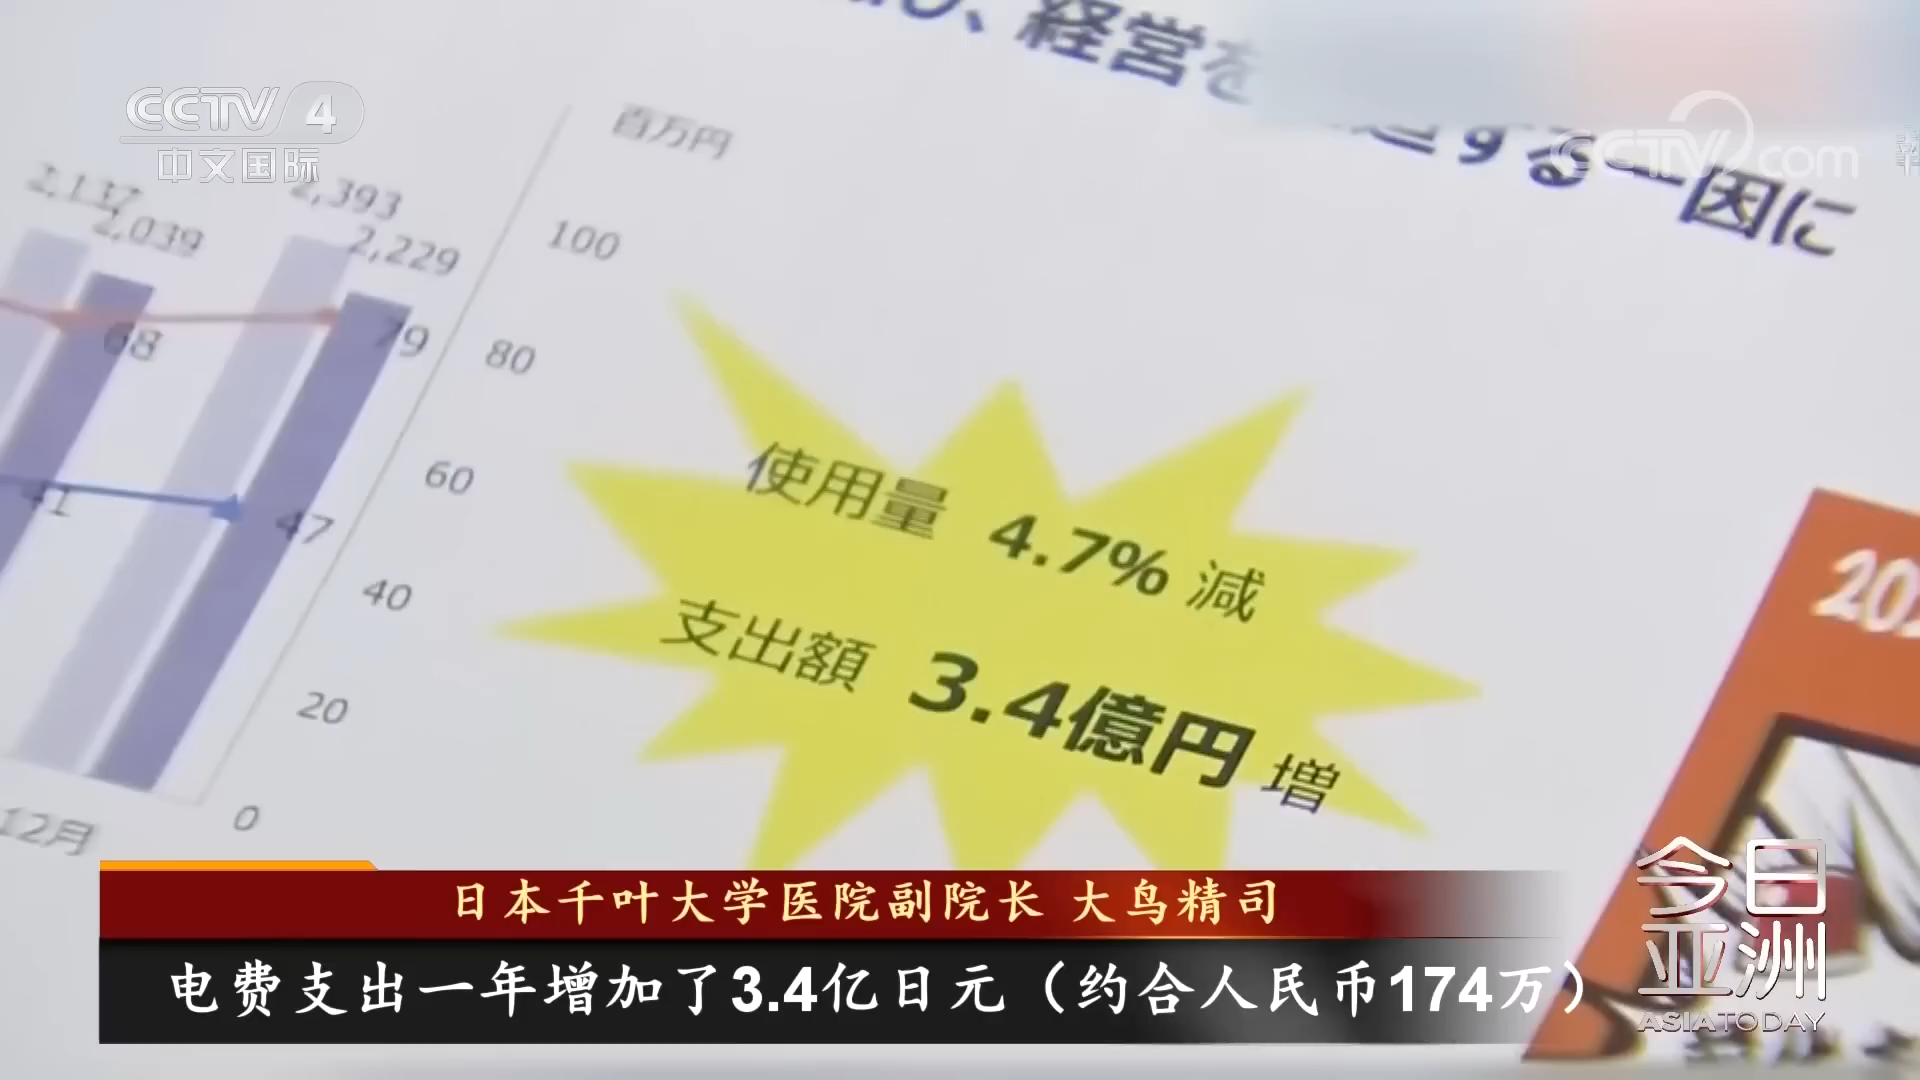 CCTV 4
中文国际
経営を
する一因に
CCTV.com
百万円
2,137
2,039
2,393
2,229
100
80
60
40
20
0
68
79
41
47
12月
使用量 4.7% 減
支出額 3.4億円 増
日本千叶大学医院副院长 大鸟精司
电费支出一年增加了3.4亿日元（约合人民币174万）
今日
亚洲
ASIA TODAY